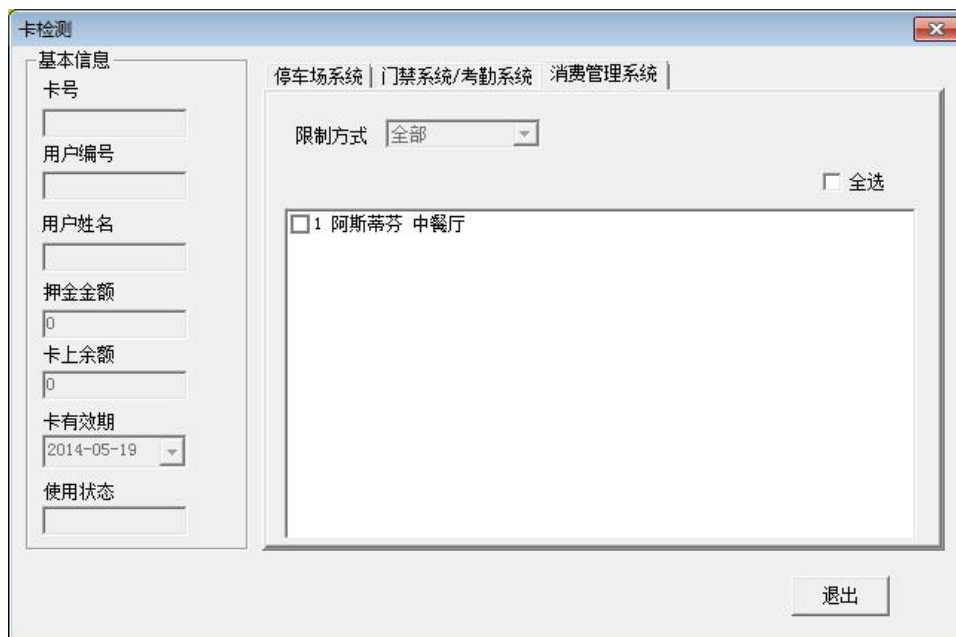 卡检测
基本信息
卡号
用户编号
用户姓名
押金金额
0
卡上余额
0
卡有效期
2014-05-19
使用状态
停车场系统 门禁系统/考勤系统 消费管理系统
限制方式 全部
全选
1 阿斯蒂芬 中餐厅
退出